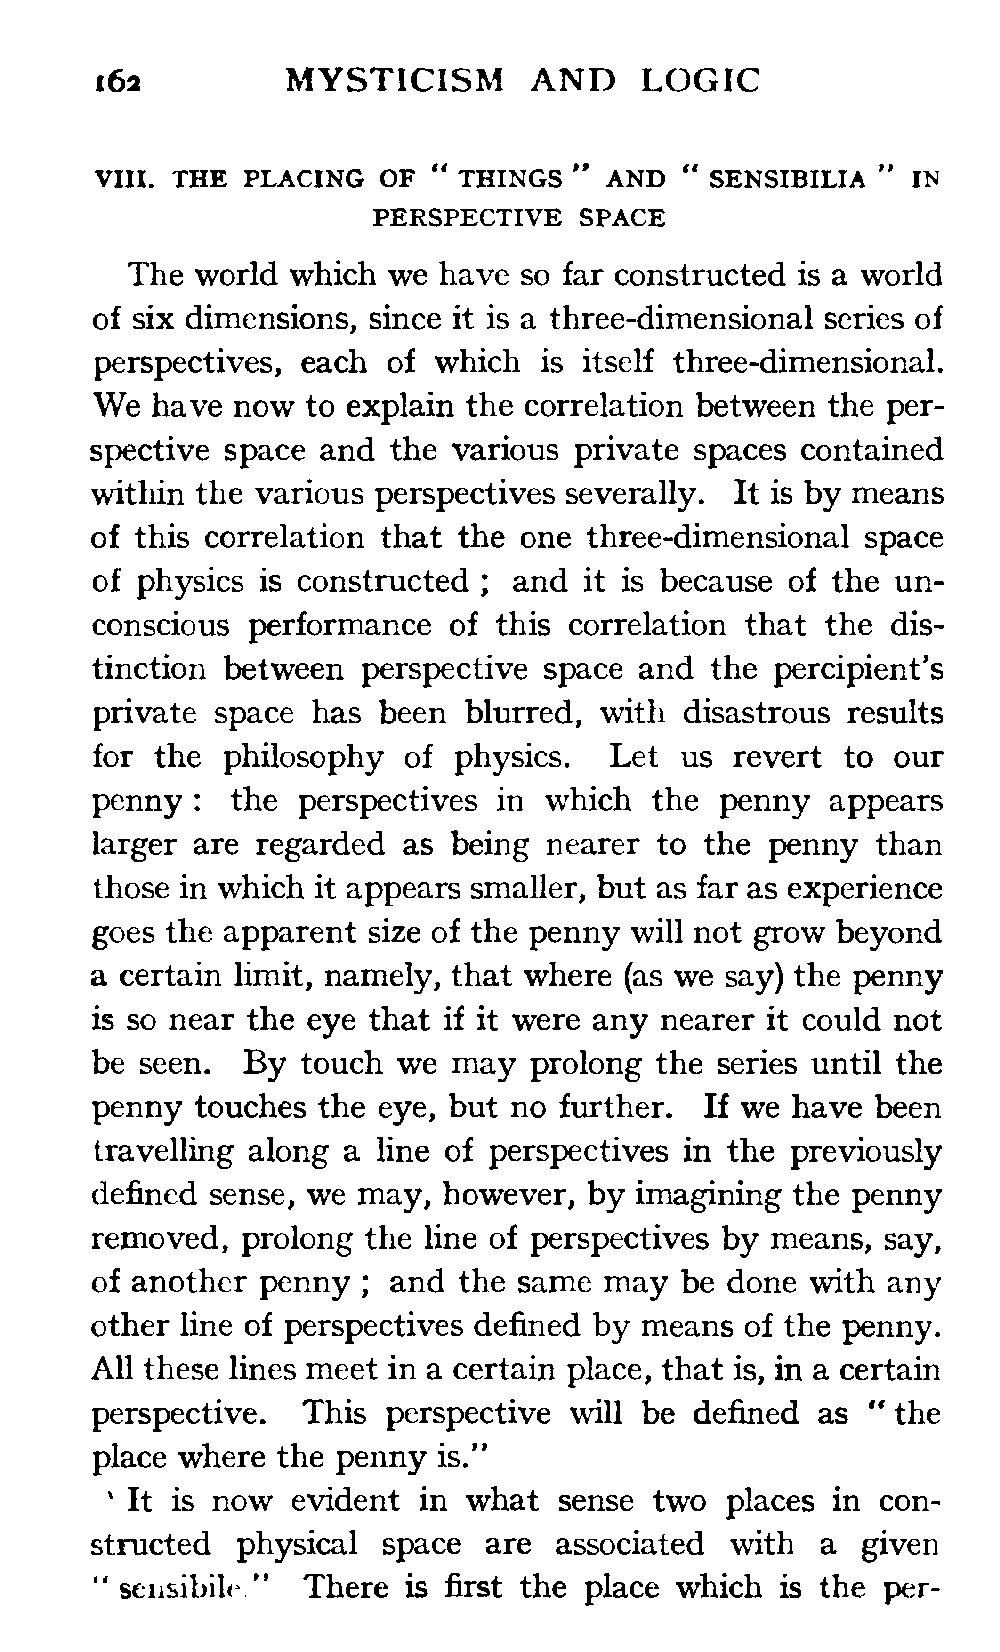 162 MYSTICISM AND LOGIC
VIII. THE PLACING OF " THINGS " AND " SENSIBILIA " IN
PERSPECTIVE SPACE
The world which we have so far constructed is a world
of six dimensions, since it is a three-dimensional series of
perspectives, each of which is itself three-dimensional.
We have now to explain the correlation between the per-
spective space and the various private spaces contained
within the various perspectives severally. It is by means
of this correlation that the one three-dimensional space
of physics is constructed ; and it is because of the un-
conscious performance of this correlation that the dis-
tinction between perspective space and the percipient's
private space has been blurred, with disastrous results
for the philosophy of physics. Let us revert to our
penny : the perspectives in which the penny appears
larger are regarded as being nearer to the penny than
those in which it appears smaller, but as far as experience
goes the apparent size of the penny will not grow beyond
a certain limit, namely, that where (as we say) the penny
is so near the eye that if it were any nearer it could not
be seen. By touch we may prolong the series until the
penny touches the eye, but no further. If we have been
travelling along a line of perspectives in the previously
defined sense, we may, however, by imagining the penny
removed, prolong the line of perspectives by means, say,
of another penny ; and the same may be done with any
other line of perspectives defined by means of the penny.
All these lines meet in a certain place, that is, in a certain
perspective. This perspective will be defined as " the
place where the penny is."
' It is now evident in what sense two places in con-
structed physical space are associated with a given
" sensibile." There is first the place which is the per-